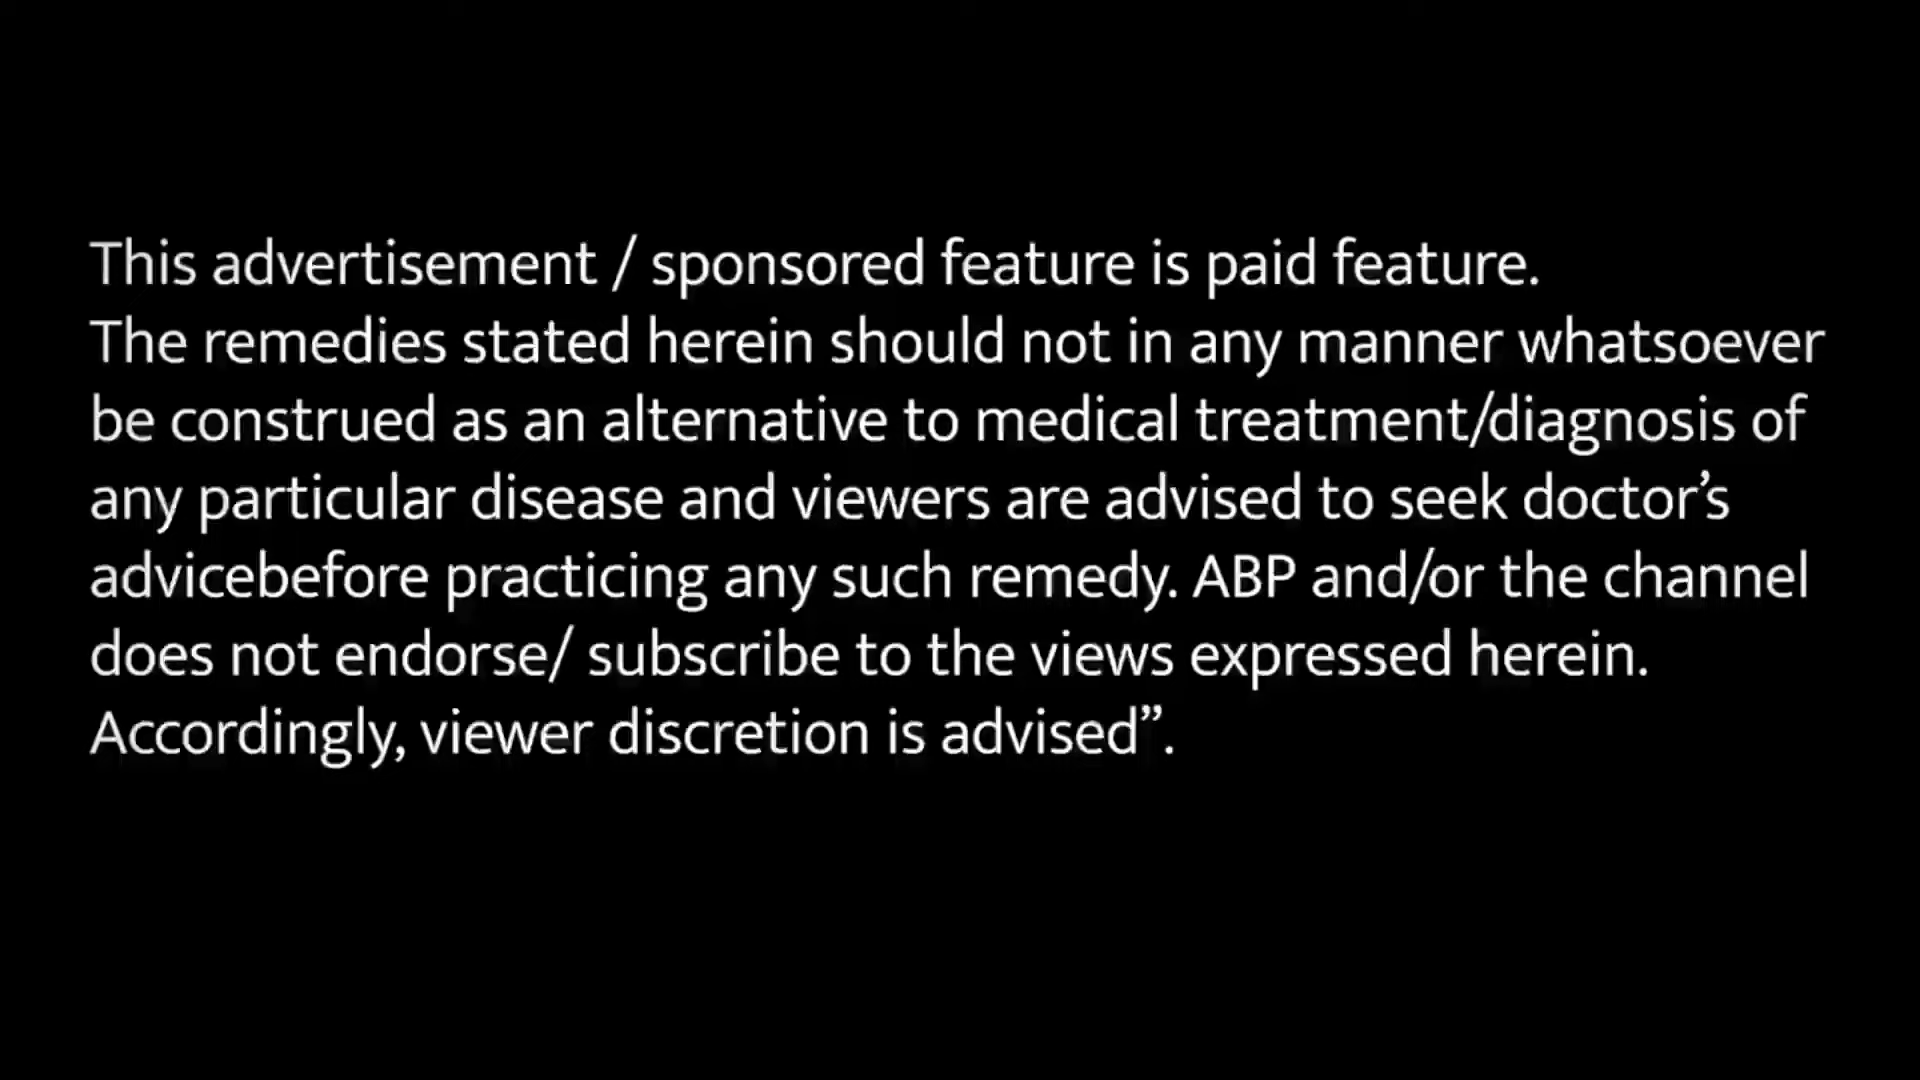 This advertisement / sponsored feature is paid feature.
The remedies stated herein should not in any manner whatsoever
be construed as an alternative to medical treatment/diagnosis of
any particular disease and viewers are advised to seek doctor’s
advicebefore practicing any such remedy. ABP and/or the channel
does not endorse/ subscribe to the views expressed herein.
Accordingly, viewer discretion is advised”.